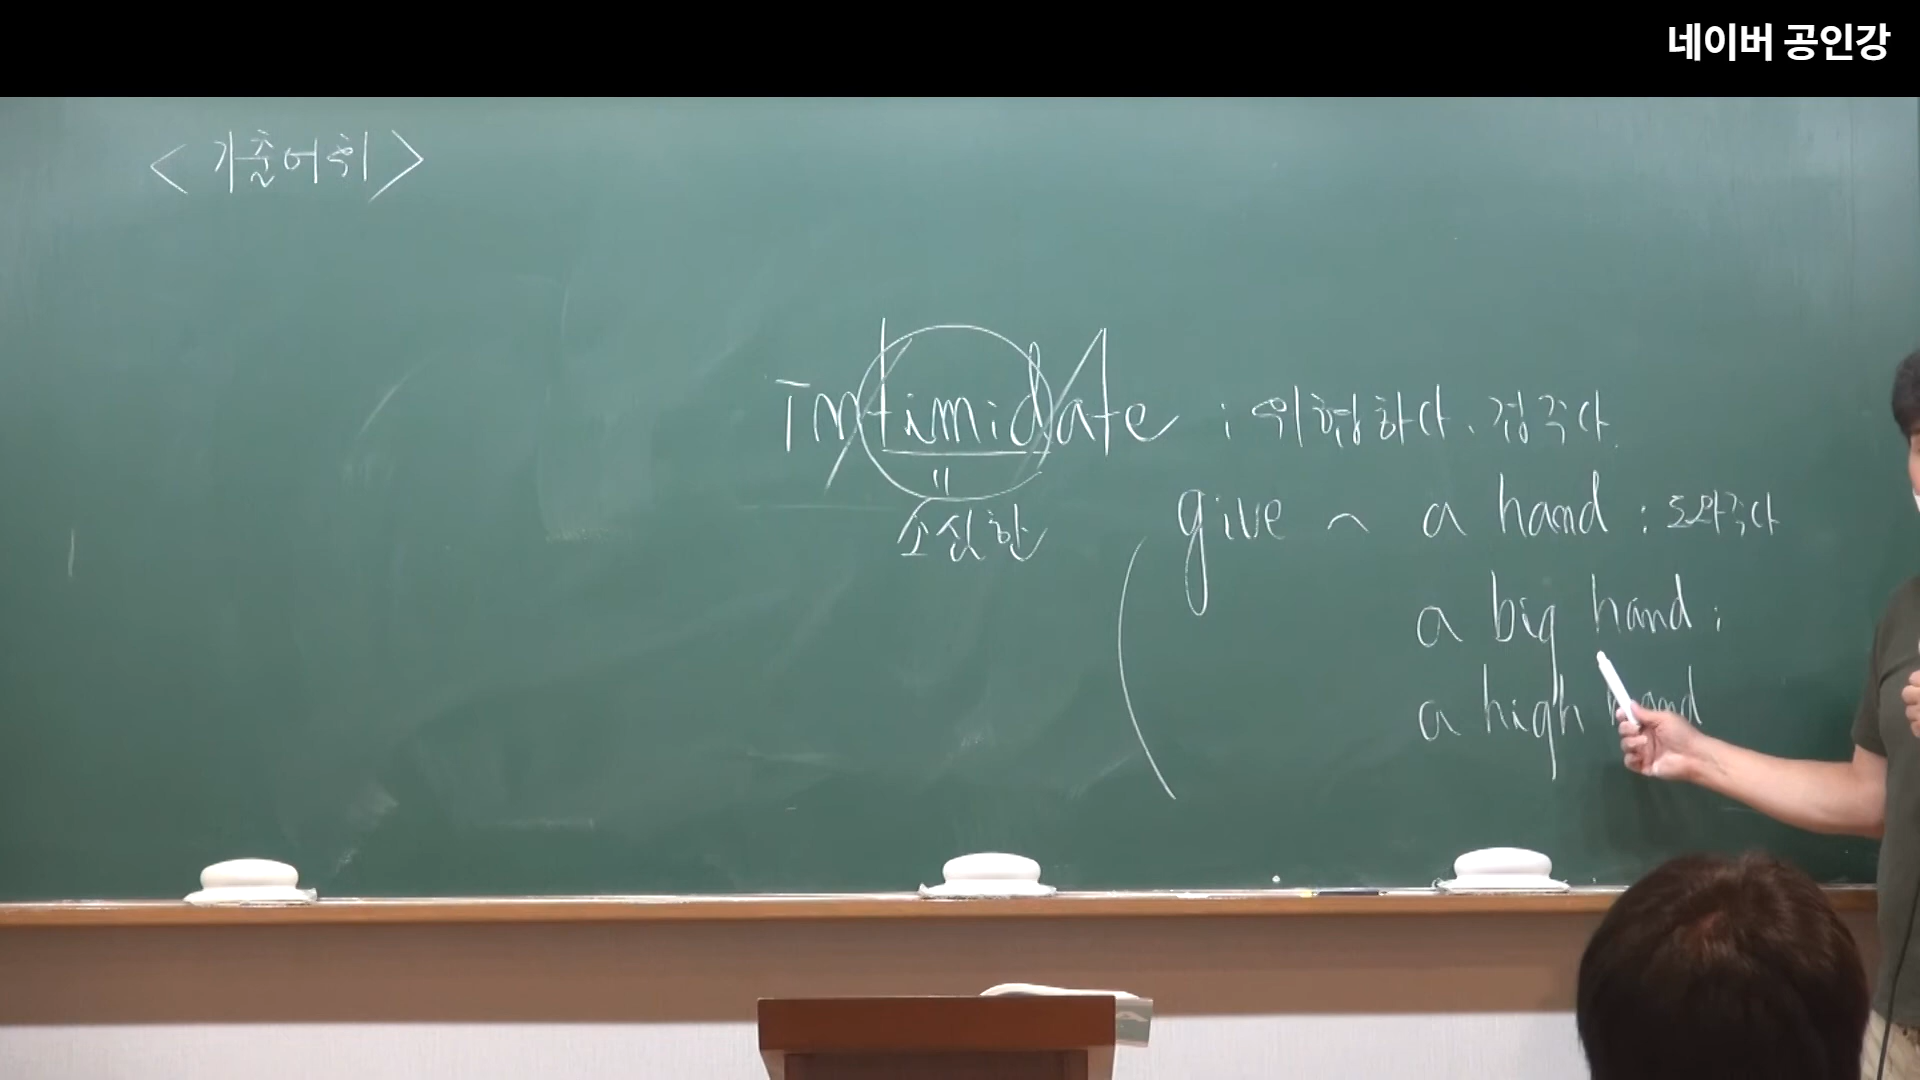 네이버 공인강
< 기출어휘 >
intimidate : 위협하다, 겁주다.
"
소심한
give ~ a hand : 도와주다
a big hand :
a high hand